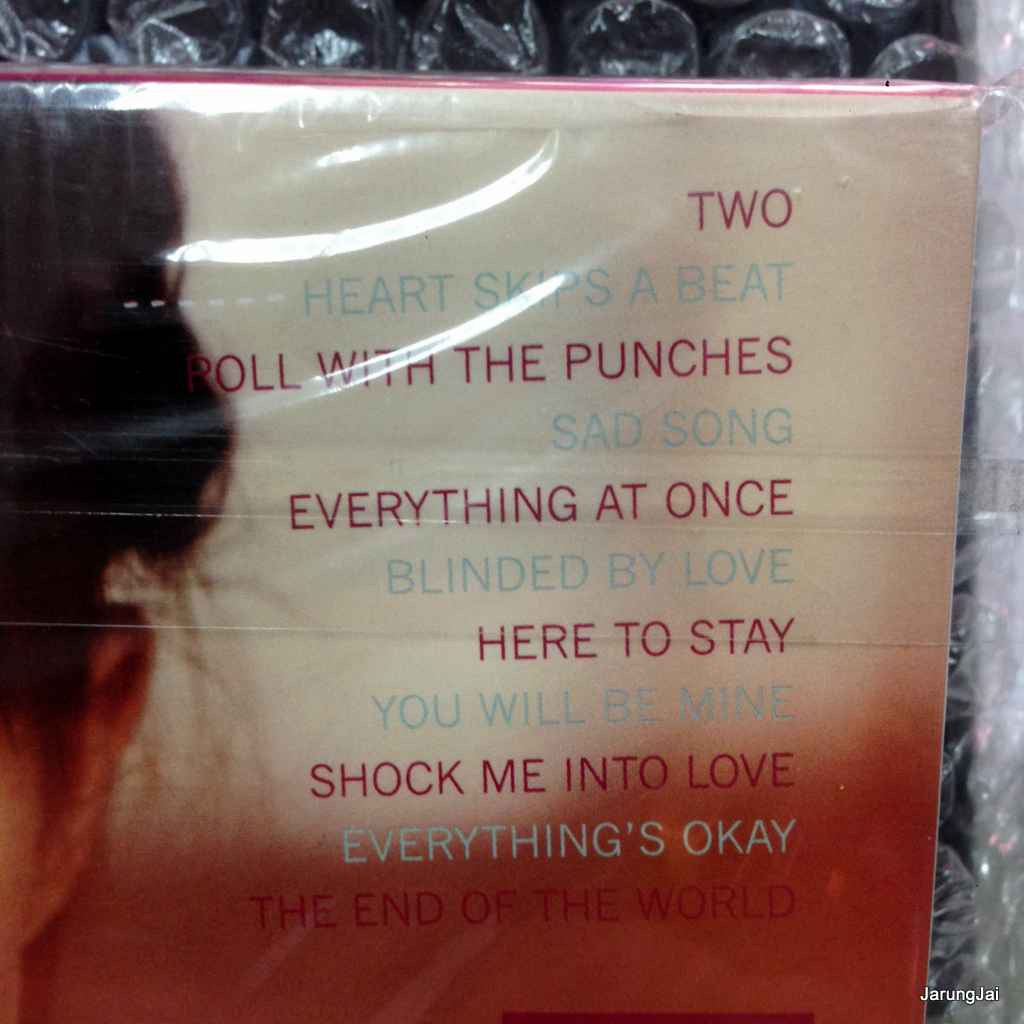 TWO
HEART SKIPS A BEAT
ROLL WITH THE PUNCHES
SAD SONG
EVERYTHING AT ONCE
BLINDED BY LOVE
HERE TO STAY
YOU WILL BE MINE
SHOCK ME INTO LOVE
EVERYTHING'S OKAY
THE END OF THE WORLD
JarungJai